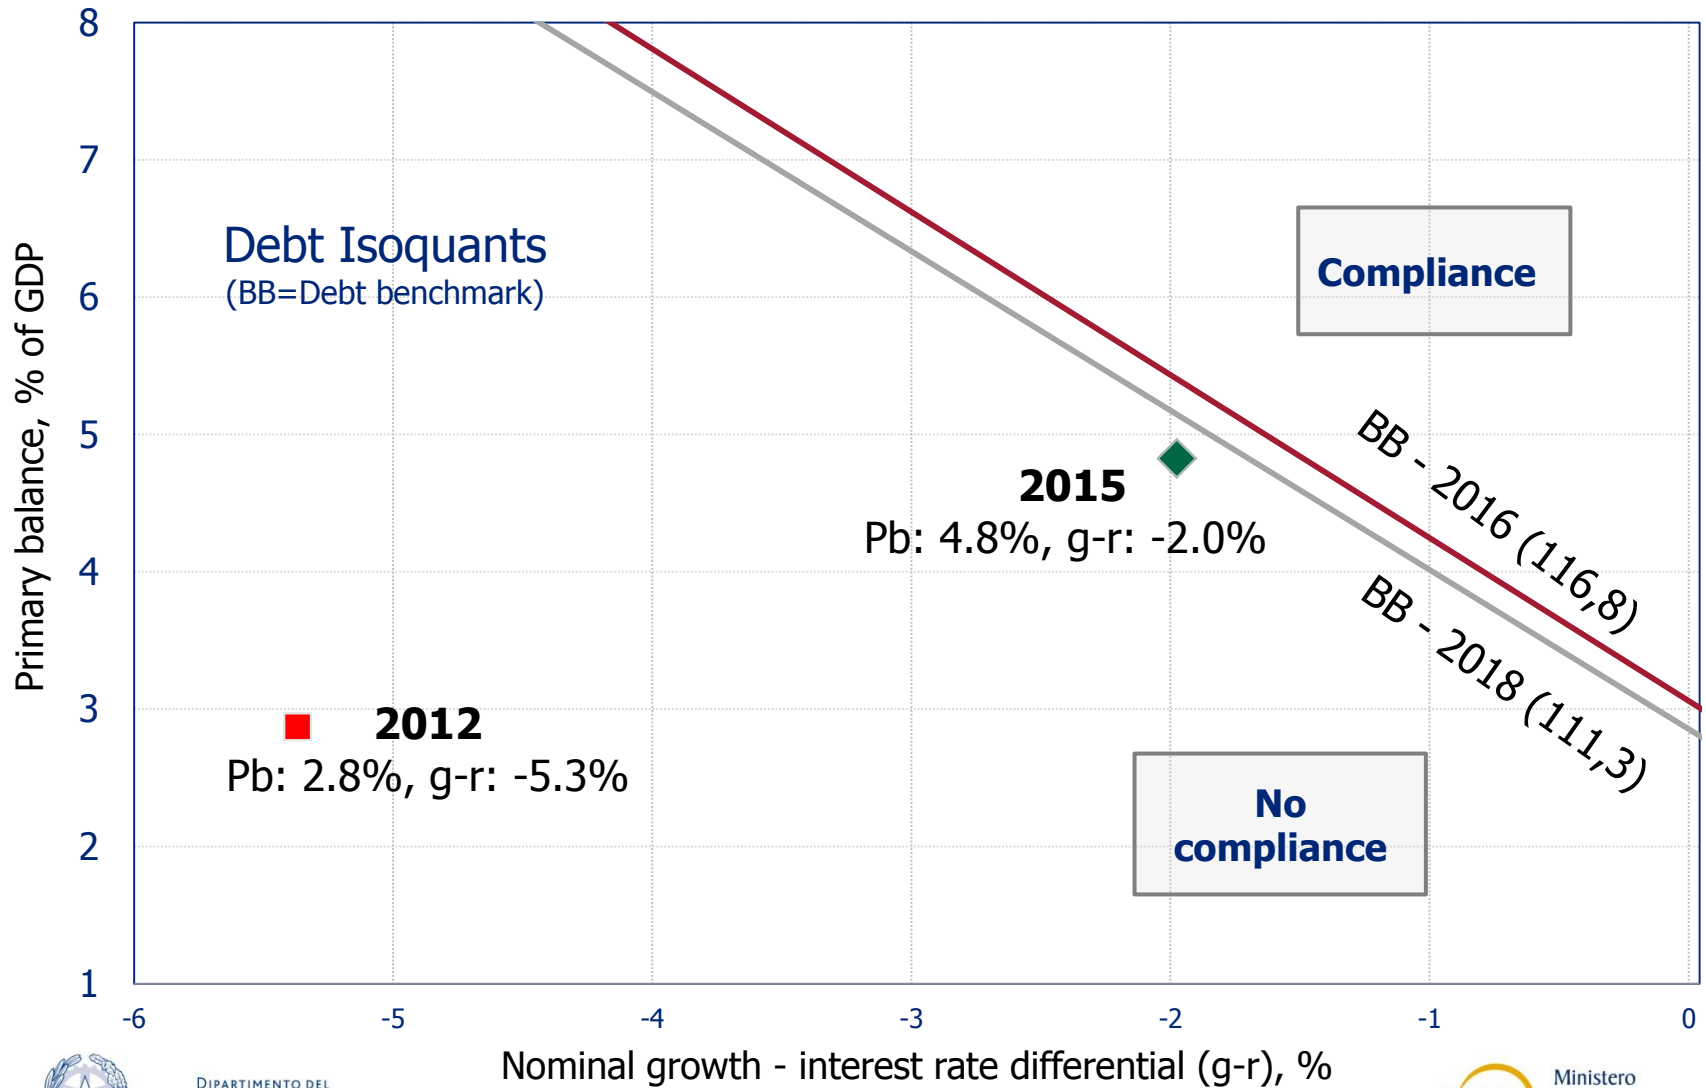 8
7
6
5
4
3
2
1
Primary balance, % of GDP
Debt Isoquants
(BB=Debt benchmark)
Compliance
BB - 2016 (116,8)
BB - 2018 (111,3)
2015
Pb: 4.8%, g-r: -2.0%
2012
Pb: 2.8%, g-r: -5.3%
No
compliance
-6
-5
-4
-3
-2
-1
0
Nominal growth - interest rate differential (g-r), %
DIPARTIMENTO DEL
Ministero